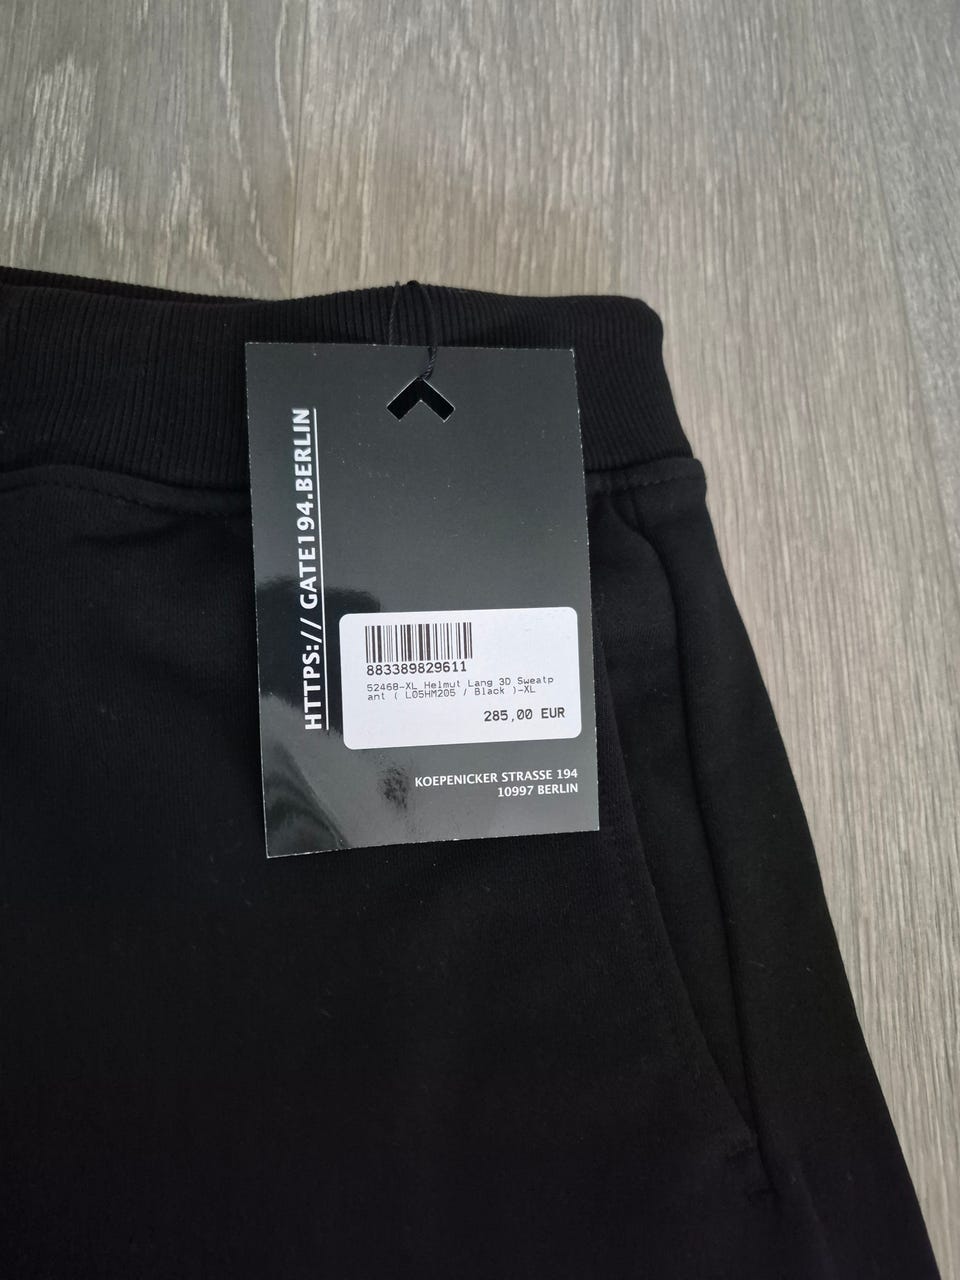 HTTPS:// GATE194.BERLIN
883389829611
52468-XL Helmut Lang 3D Sweatp
ant ( L05HM205 / Black )-XL
285,00 EUR
KOEPENICKER STRASSE 194
10997 BERLIN